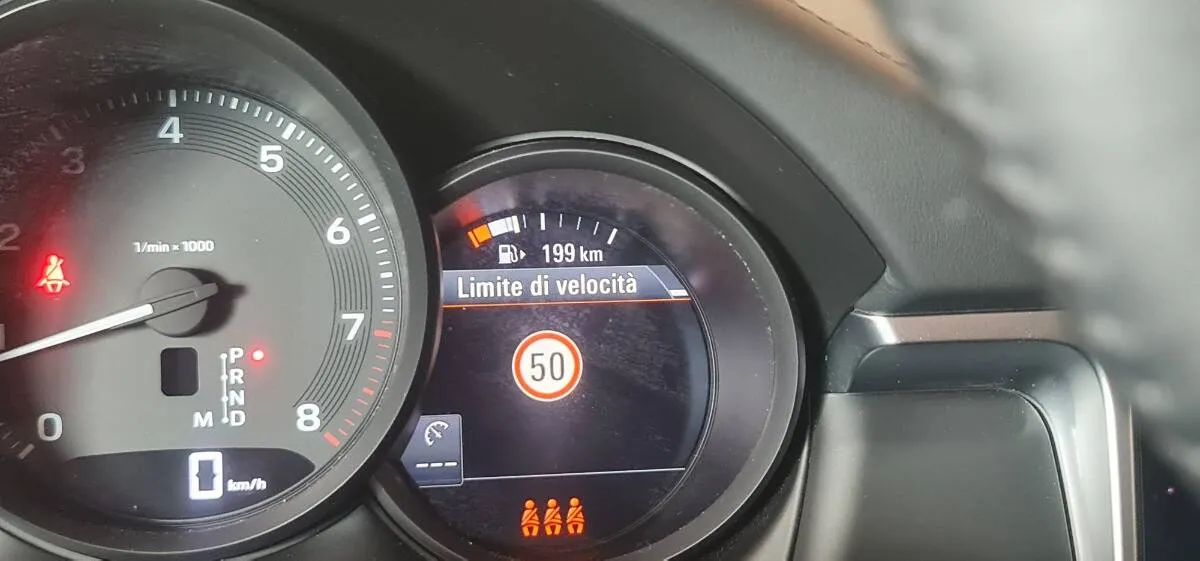 4
3
5
2
6
1/min × 1000
1
7
P
R
N
M D
0
8
0 km/h
199 km
Limite di velocità
50
---